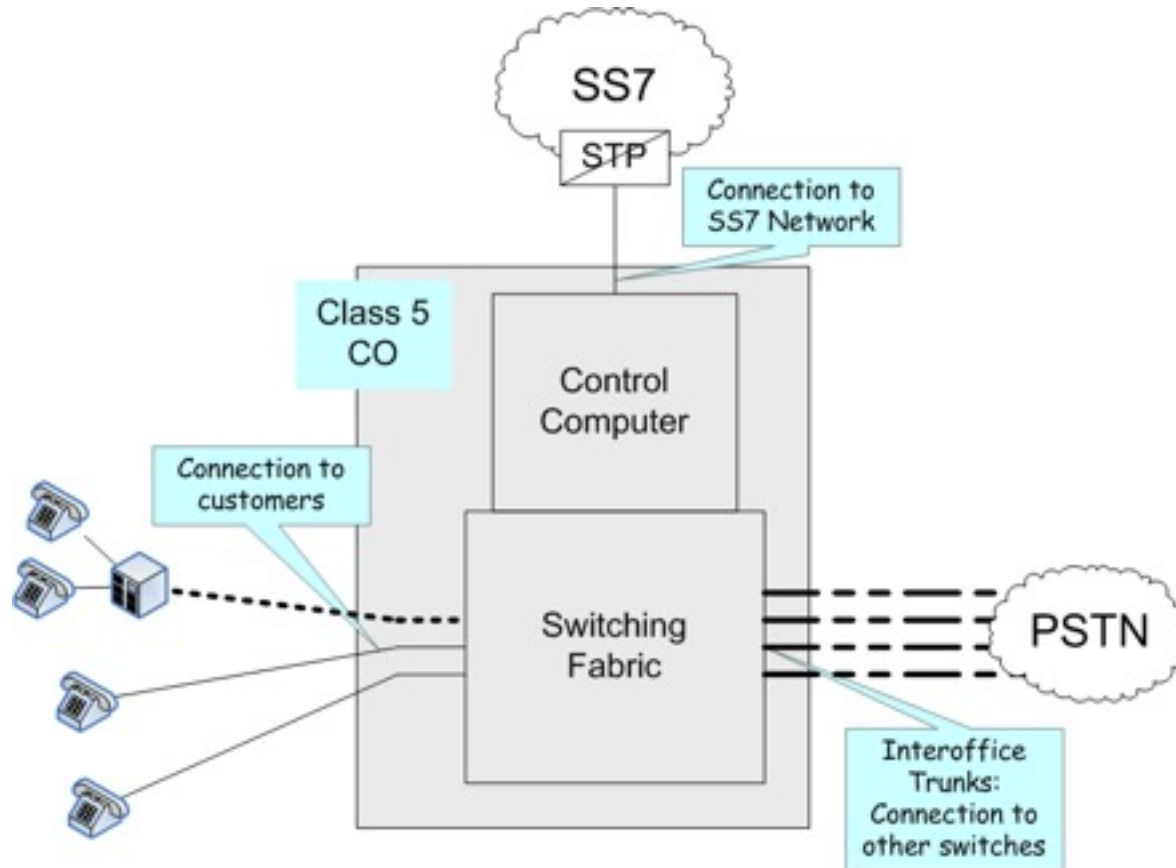 SS7
STP
Connection to
SS7 Network
Class 5
CO
Control
Computer
Connection to
customers
Switching
Fabric
PSTN
Interoffice
Trunks:
Connection to
other switches